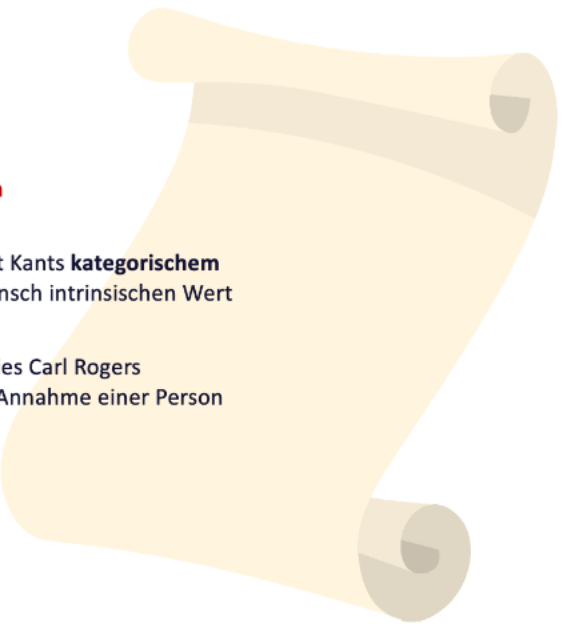 t Kants kategorischem
nsch intrinsischen Wert
es Carl Rogers
Annahme einer Person